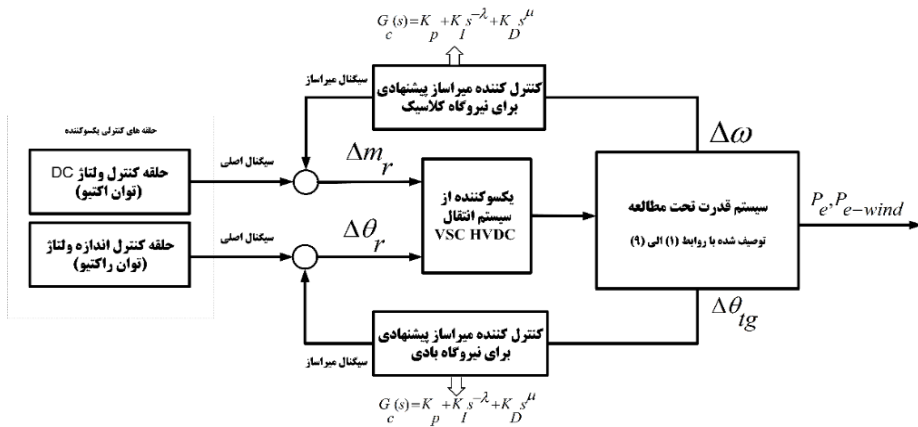 G_c(s)=K_p+K_I s^{-λ}+K_D s^μ
سیگنال میراساز
کنترل کننده میراساز پیشنهادی
برای نیروگاه کلاسیک
حلقه های کنترلی یکسوکننده
حلقه کنترل ولتاژ DC
(توان اکتیو)
سیگنال اصلی
Δm_r
Δω
یکسوکننده از
سیستم انتقال
VSC HVDC
سیستم قدرت تحت مطالعه
توصیف شده با روابط (۱) الی (۹)
P_e, P_{e-wind}
حلقه کنترل اندازه ولتاژ
(توان راکتیو)
سیگنال اصلی
Δθ_r
Δθ_{tg}
کنترل کننده میراساز پیشنهادی
برای نیروگاه بادی
سیگنال میراساز
G_c(s)=K_p+K_I s^{-λ}+K_D s^μ